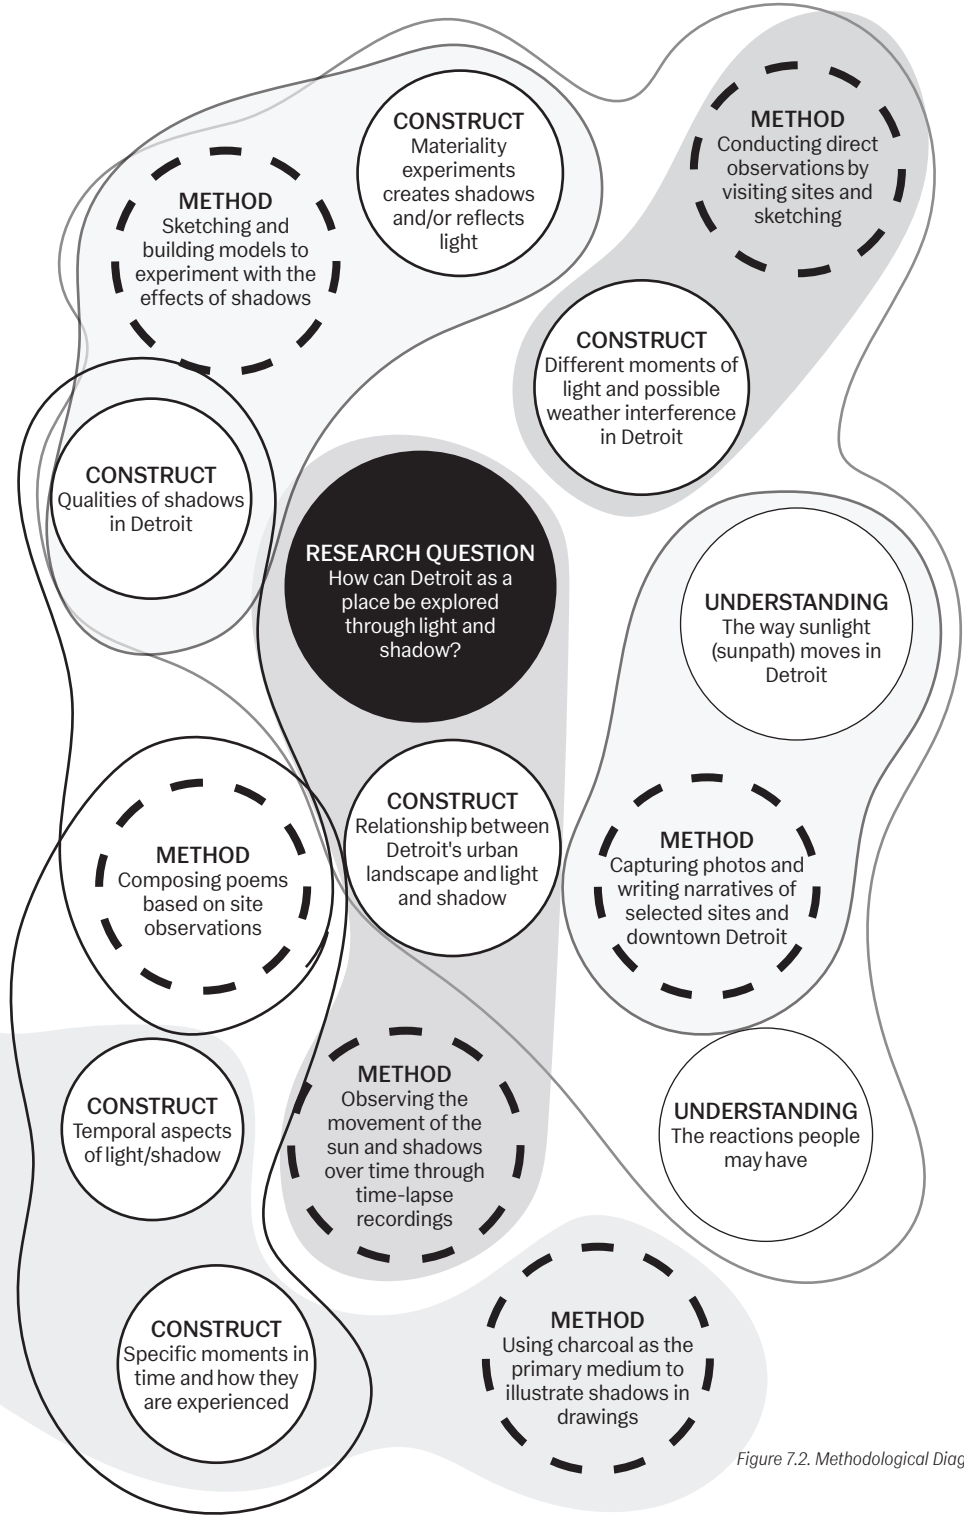 CONSTRUCT
Materiality
experiments
creates shadows
and/or reflects
light
METHOD
Conducting direct
observations by
visiting sites and
sketching
METHOD
Sketching and
building models to
experiment with the
effects of shadows
CONSTRUCT
Different moments of
light and possible
weather interference
in Detroit
CONSTRUCT
Qualities of shadows
in Detroit
RESEARCH QUESTION
How can Detroit as a
place be explored
through light and
shadow?
UNDERSTANDING
The way sunlight
(sunpath) moves in
Detroit
CONSTRUCT
Relationship between
Detroit's urban
landscape and light
and shadow
METHOD
Composing poems
based on site
observations
METHOD
Capturing photos and
writing narratives of
selected sites and
downtown Detroit
METHOD
Observing the
movement of the
sun and shadows
over time through
time-lapse
recordings
CONSTRUCT
Temporal aspects
of light/shadow
UNDERSTANDING
The reactions people
may have
CONSTRUCT
Specific moments in
time and how they
are experienced
METHOD
Using charcoal as the
primary medium to
illustrate shadows in
drawings
Figure 7.2. Methodological Diag